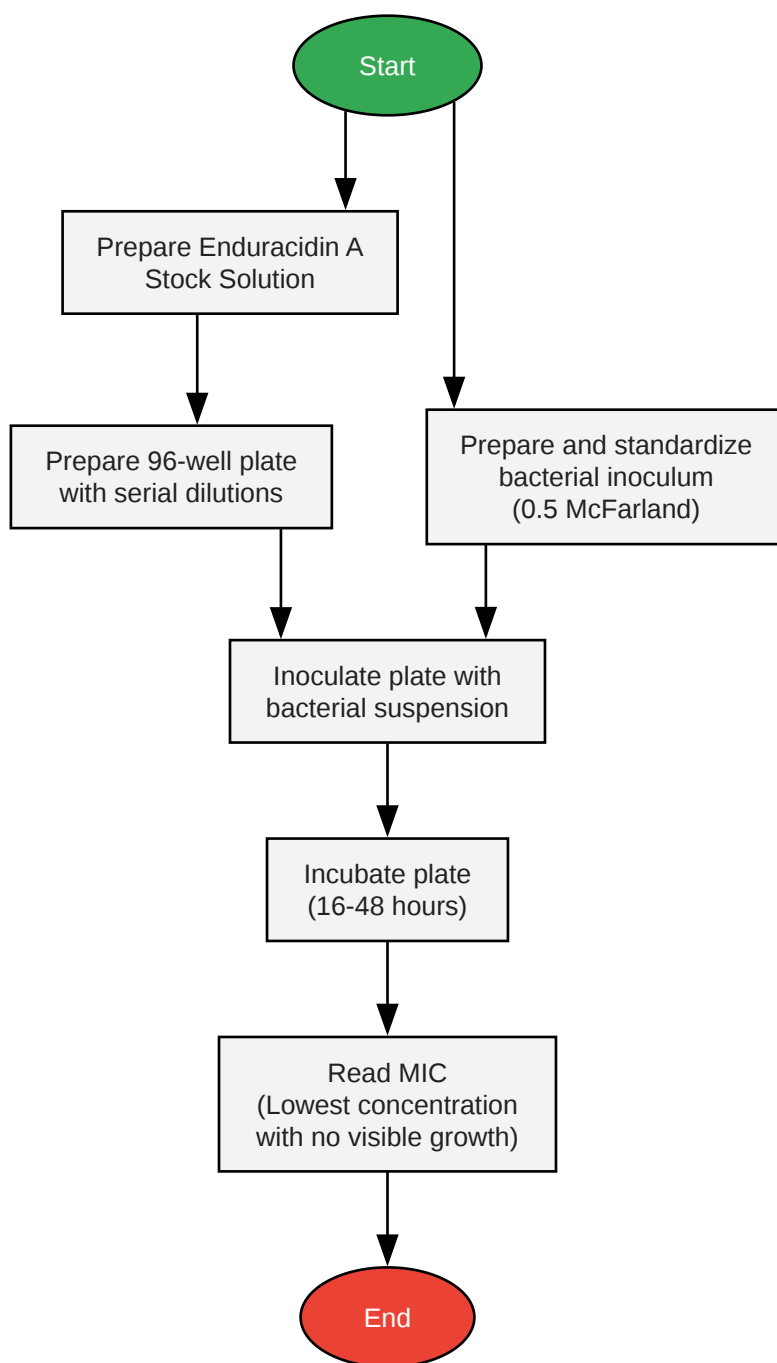 Start
Prepare Enduracidin A
Stock Solution
Prepare 96-well plate
with serial dilutions
Prepare and standardize
bacterial inoculum
(0.5 McFarland)
Inoculate plate with
bacterial suspension
Incubate plate
(16-48 hours)
Read MIC
(Lowest concentration
with no visible growth)
End